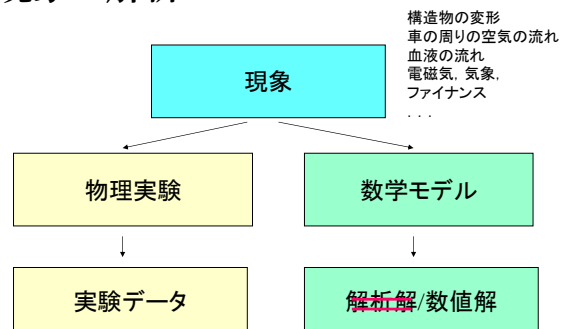 構造物の変形
車の周りの空気の流れ
血液の流れ
電磁気, 気象,
ファイナンス
. . .
現象
物理実験
数学モデル
実験データ
解析解/数値解